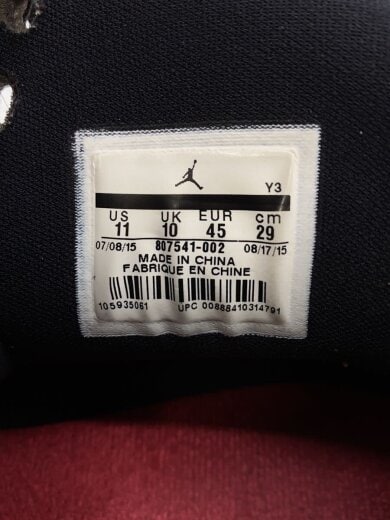 Y3
US UK EUR cm
11 10 45 29
07/08/15 807541-002 08/17/15
MADE IN CHINA
FABRIQUE EN CHINE
105935061 UPC 00888410314791